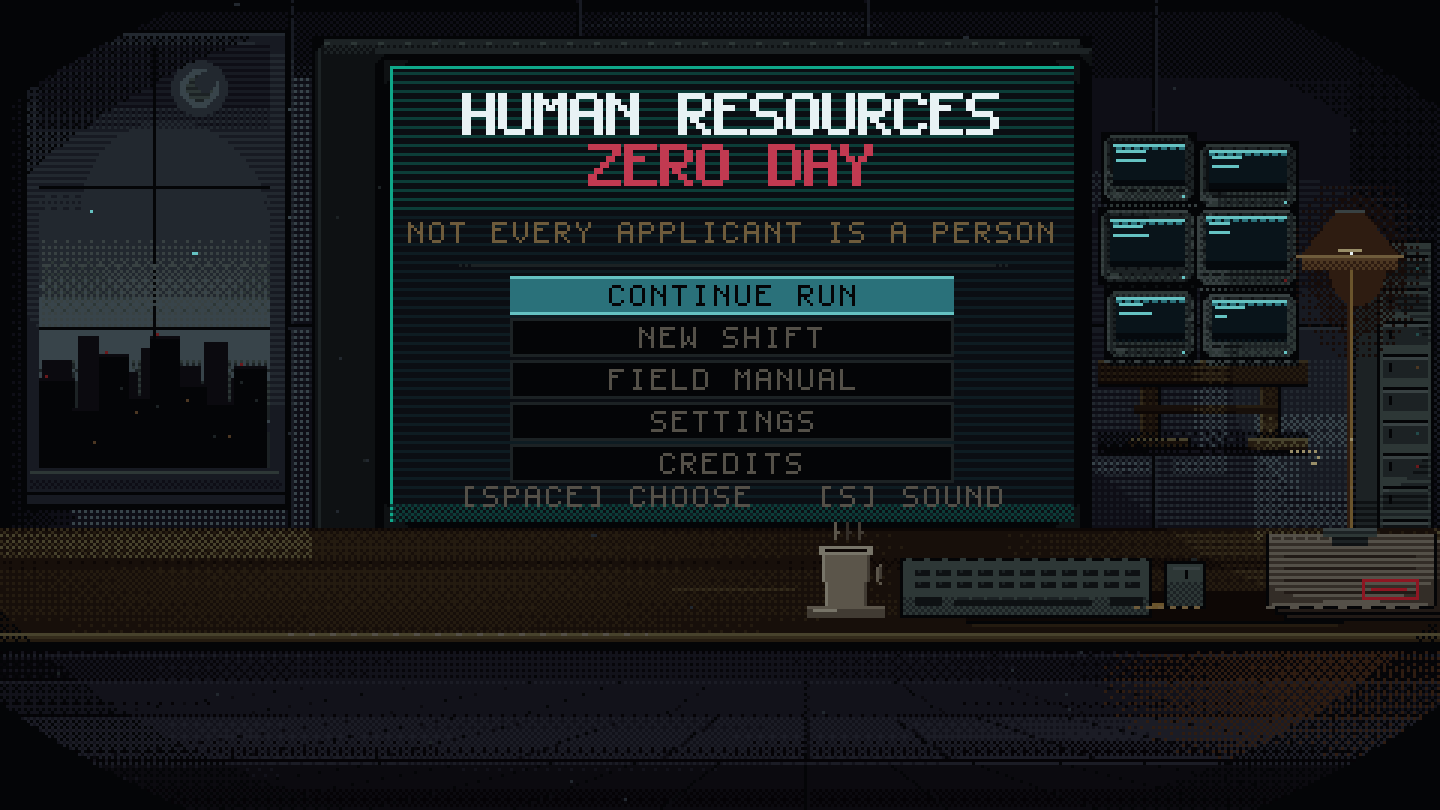 HUMAN RESOURCES
ZERO DAY
NOT EVERY APPLICANT IS A PERSON
CONTINUE RUN
NEW SHIFT
FIELD MANUAL
SETTINGS
CREDITS
[SPACE] CHOOSE [S] SOUND